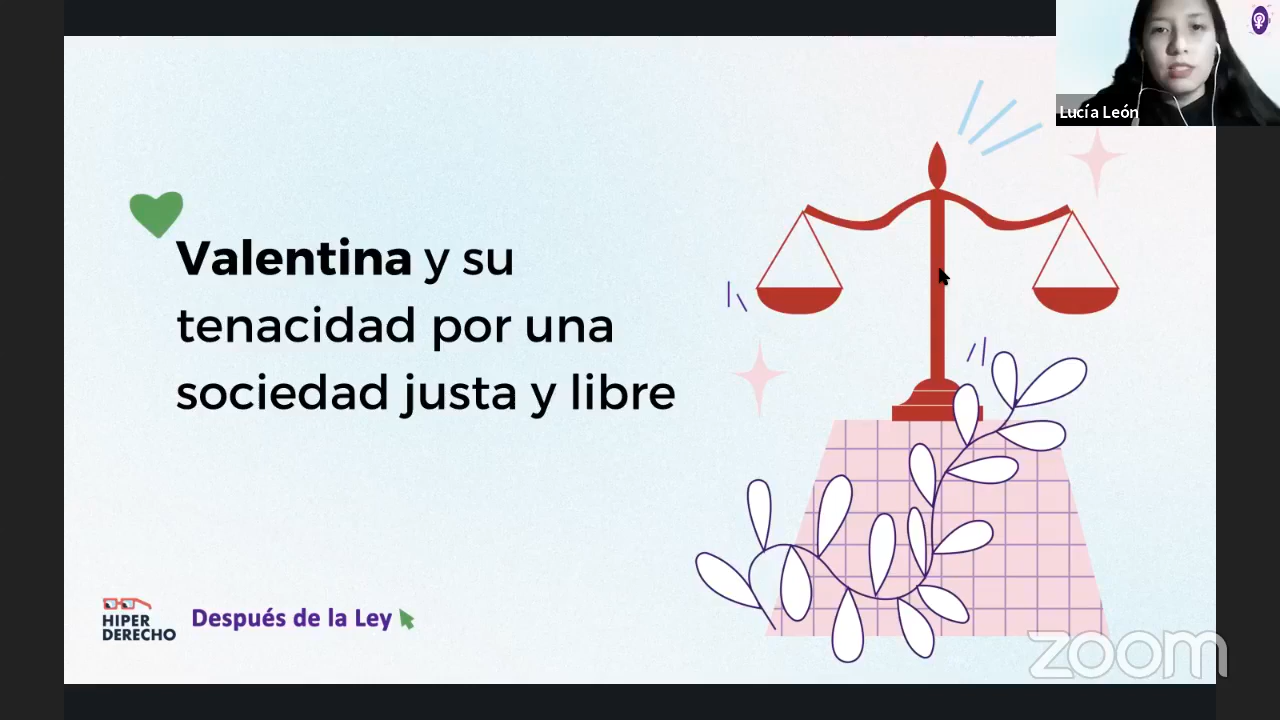 Lucía León
Valentina y su
tenacidad por una
sociedad justa y libre
HIPER
DERECHO
Después de la Ley
zoom